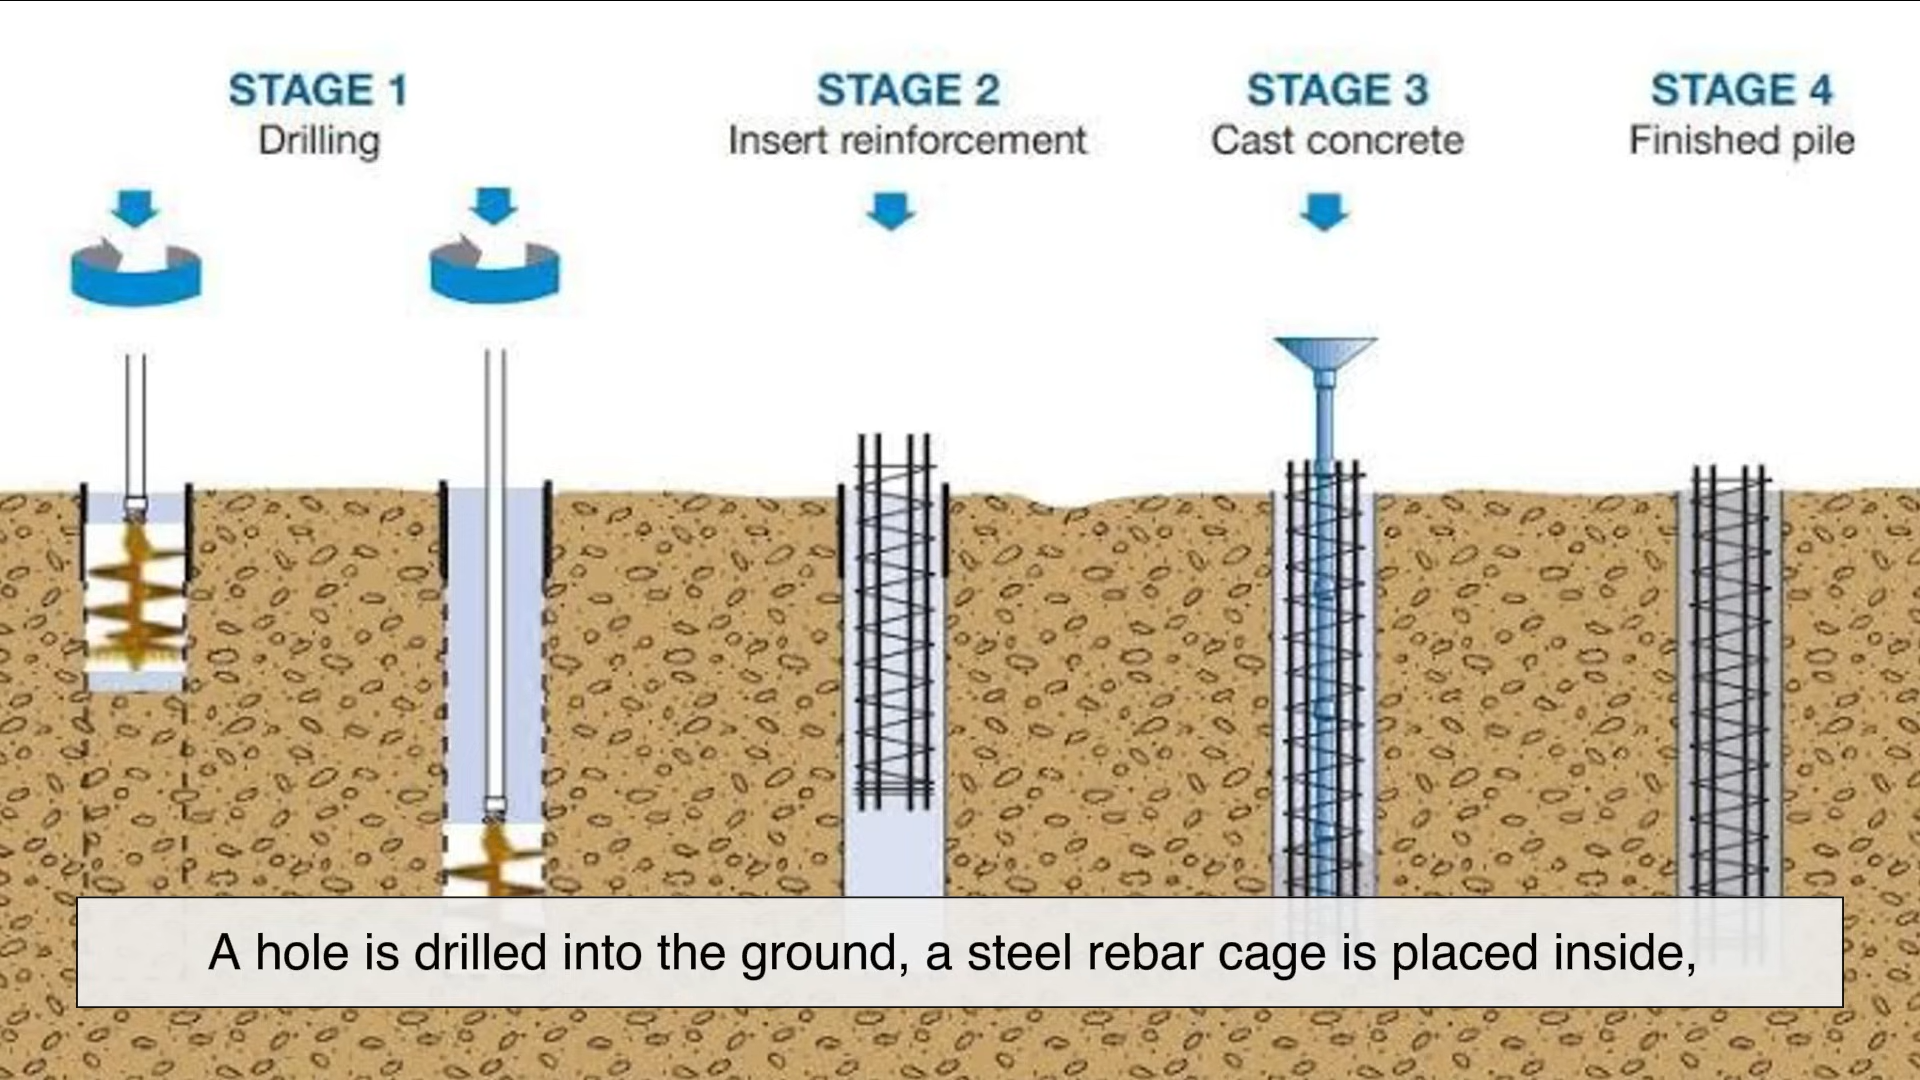 STAGE 1
Drilling
STAGE 2
Insert reinforcement
STAGE 3
Cast concrete
STAGE 4
Finished pile
A hole is drilled into the ground, a steel rebar cage is placed inside,